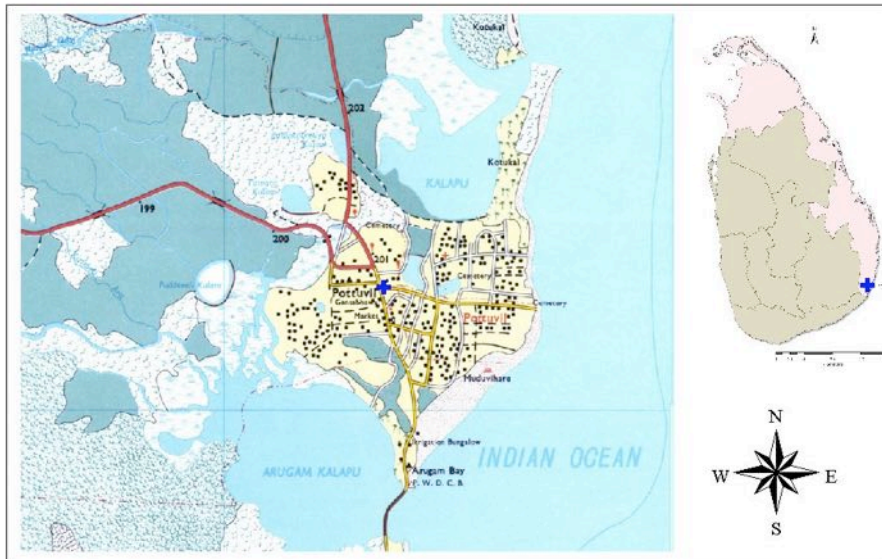 Kotukal
202
Kotukal
KALAPU
199
200
Cemetery
201
Cemetery
Pottuvil
Cemetery
Market
Pottuvil
Huduvihara
Irrigation Bungalow
INDIAN OCEAN
ARUGAM KALAPU
Arugam Bay
P. W. D. C. B.
N
W
E
S